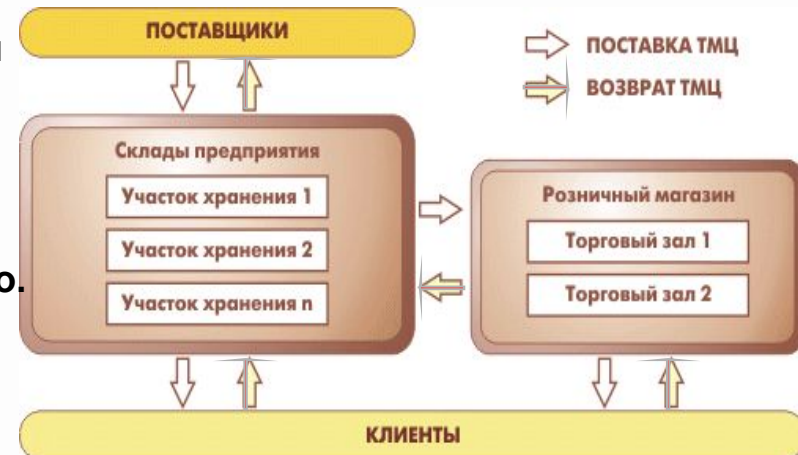 ПОСТАВЩИКИ
ПОСТАВКА ТМЦ
ВОЗВРАТ ТМЦ
Склады предприятия
Участок хранения 1
Участок хранения 2
Участок хранения n
Розничный магазин
Торговый зал 1
Торговый зал 2
о.
КЛИЕНТЫ